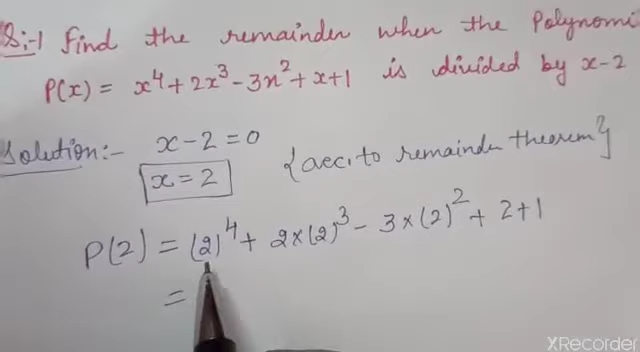 Q:-1 Find the remainder when the Polynomi
P(x) = x⁴ + 2x³ - 3x² + x + 1 is divided by x-2
Solution:- x - 2 = 0
x = 2 {acc. to remainder theorem}
P(2) = (2)⁴ + 2×(2)³ - 3×(2)² + 2+1
=
XRecorder